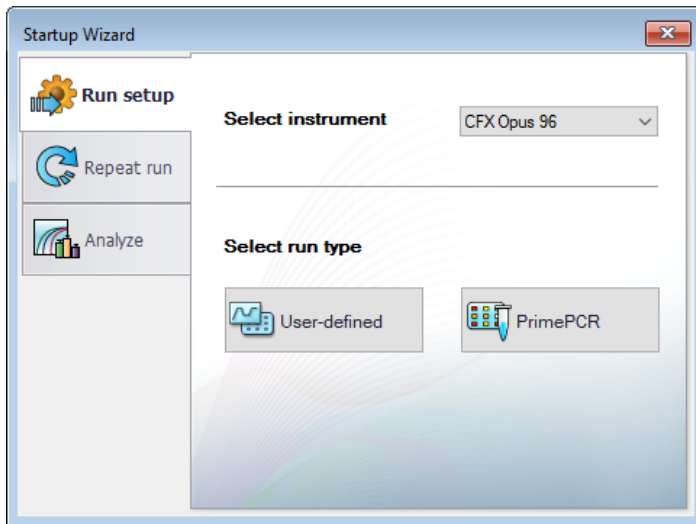 Startup Wizard
Run setup
Repeat run
Analyze
Select instrument
CFX Opus 96
Select run type
User-defined
PrimePCR